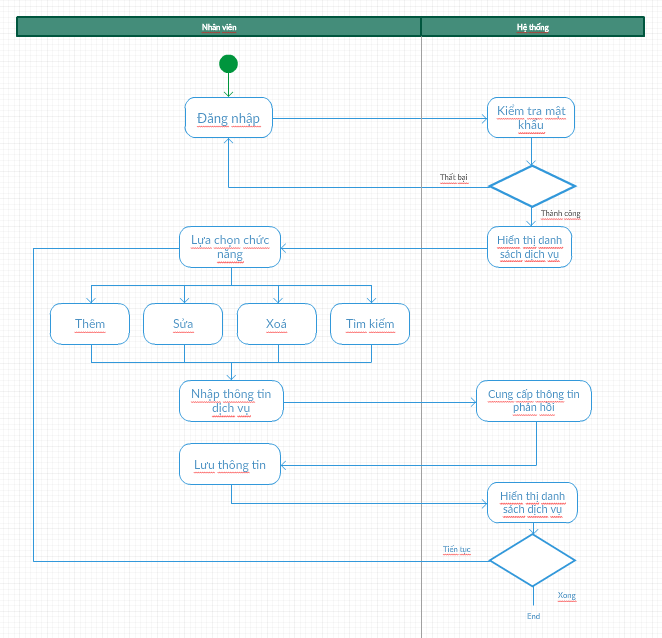 Nhân viên
Hệ thống
Đăng nhập
Kiểm tra mật
khẩu
Thất bại
Thành công
Lựa chọn chức
năng
Hiển thị danh
sách dịch vụ
Thêm
Sửa
Xoá
Tìm kiếm
Nhập thông tin
dịch vụ
Cung cấp thông tin
phản hồi
Lưu thông tin
Hiển thị danh
sách dịch vụ
Tiến tục
Xong
End